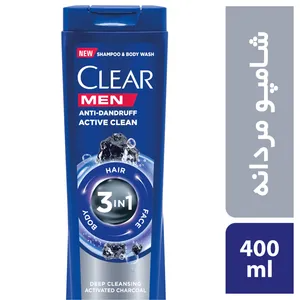 NEW SHAMPOO & BODY WASH
CLEAR
MEN
ANTI-DANDRUFF
ACTIVE CLEAN
HAIR
3 IN 1
BODY
FACE
DEEP CLEANSING
ACTIVATED CHARCOAL
شامپو مردانه
400
ml